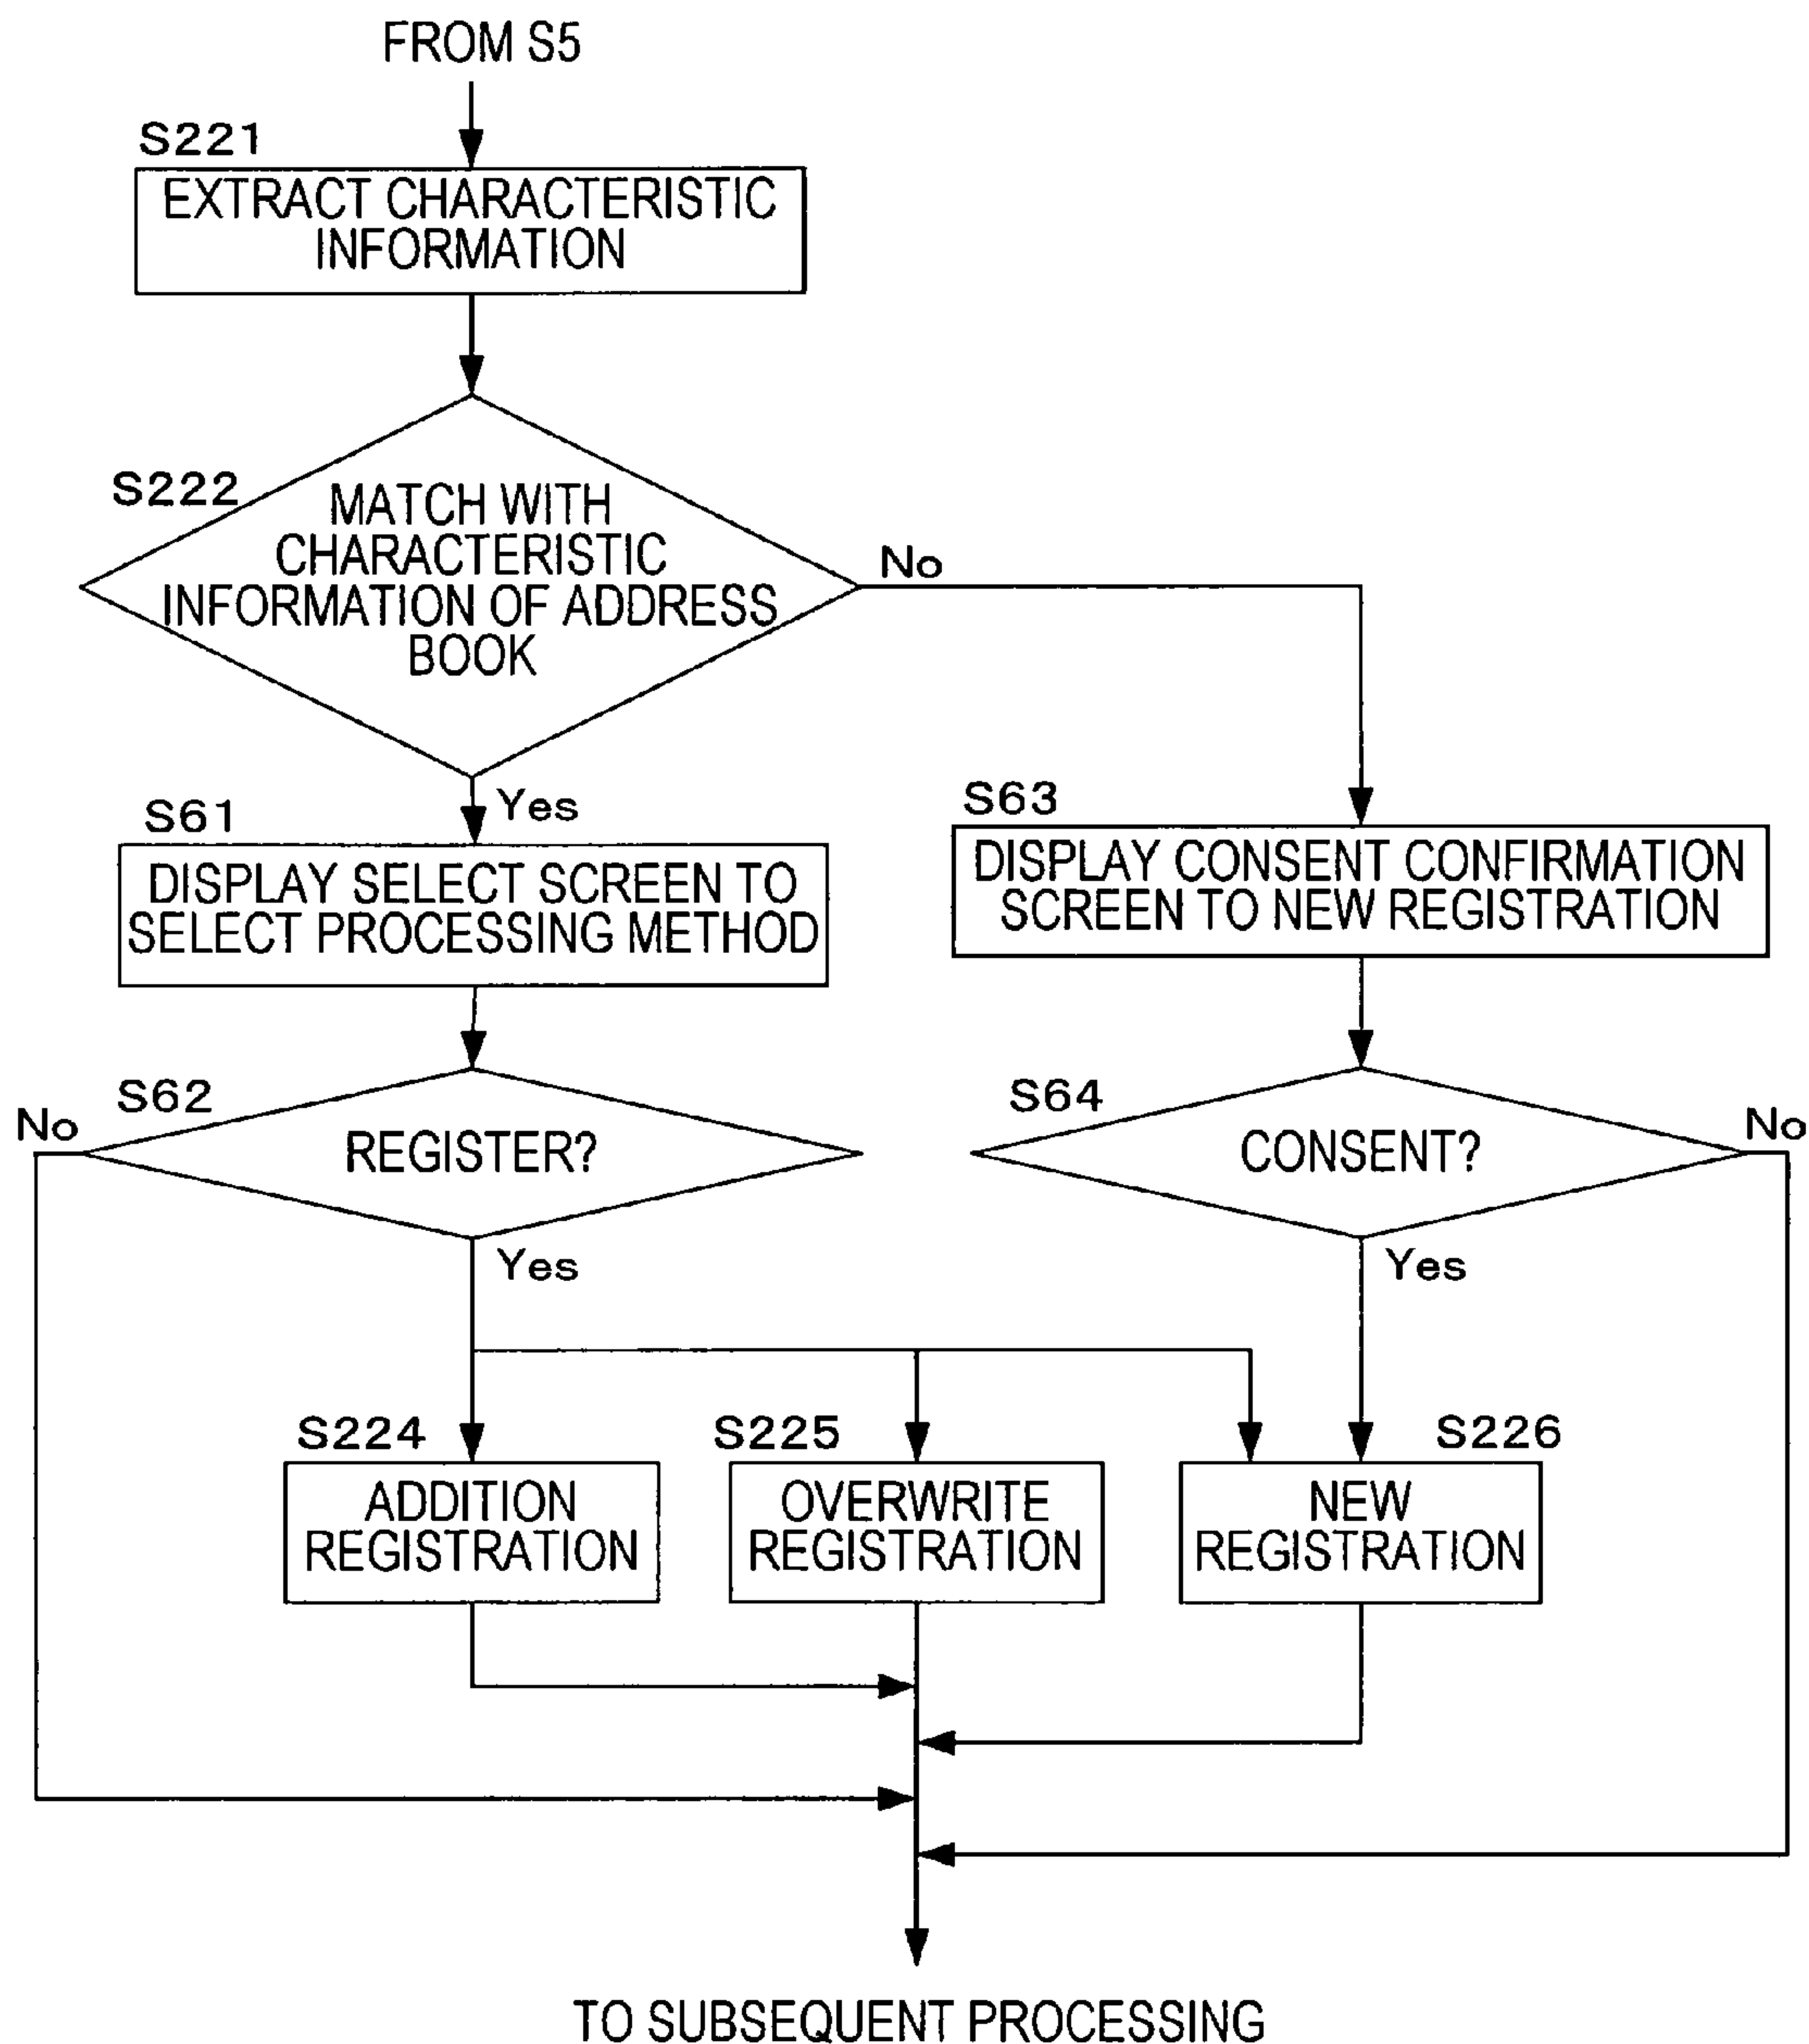 FROM S5
S221
EXTRACT CHARACTERISTIC
INFORMATION
S222
MATCH WITH
CHARACTERISTIC
INFORMATION OF ADDRESS
BOOK
No
Yes
S61
DISPLAY SELECT SCREEN TO
SELECT PROCESSING METHOD
S63
DISPLAY CONSENT CONFIRMATION
SCREEN TO NEW REGISTRATION
S62
No
REGISTER?
Yes
S64
No
CONSENT?
Yes
S224
ADDITION
REGISTRATION
S225
OVERWRITE
REGISTRATION
S226
NEW
REGISTRATION
TO SUBSEQUENT PROCESSING